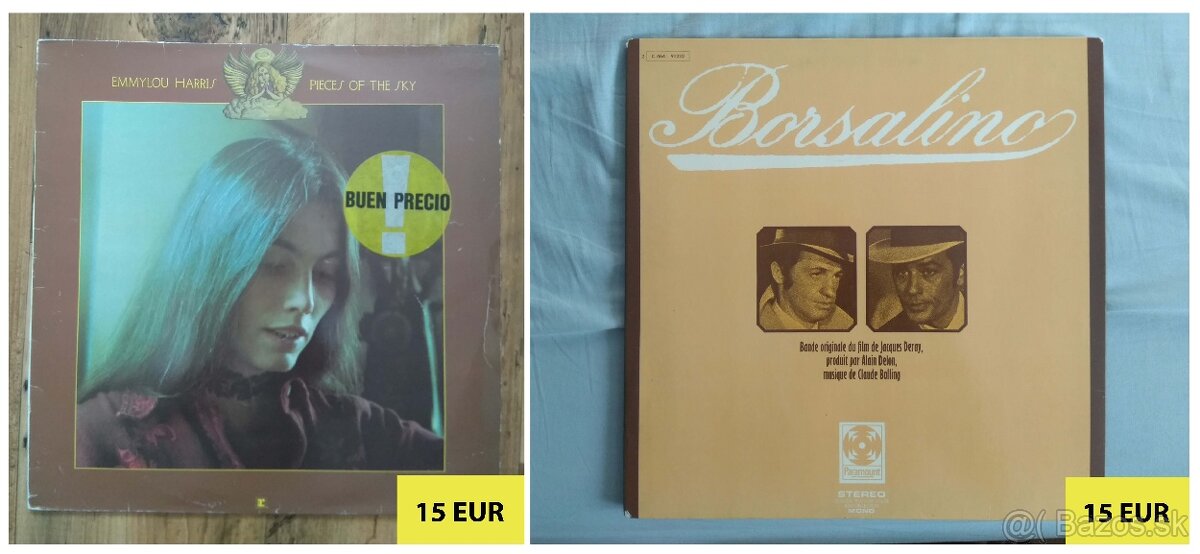 EMMYLOU HARRIS
PIECES OF THE SKY
BUEN PRECIO
!
r
15 EUR
Borsalino
Bande originale du film de Jacques Deray,
produit par Alain Delon,
musique de Claude Bolling
Paramount
STEREO
MONO
15 EUR
@( Bazos.sk